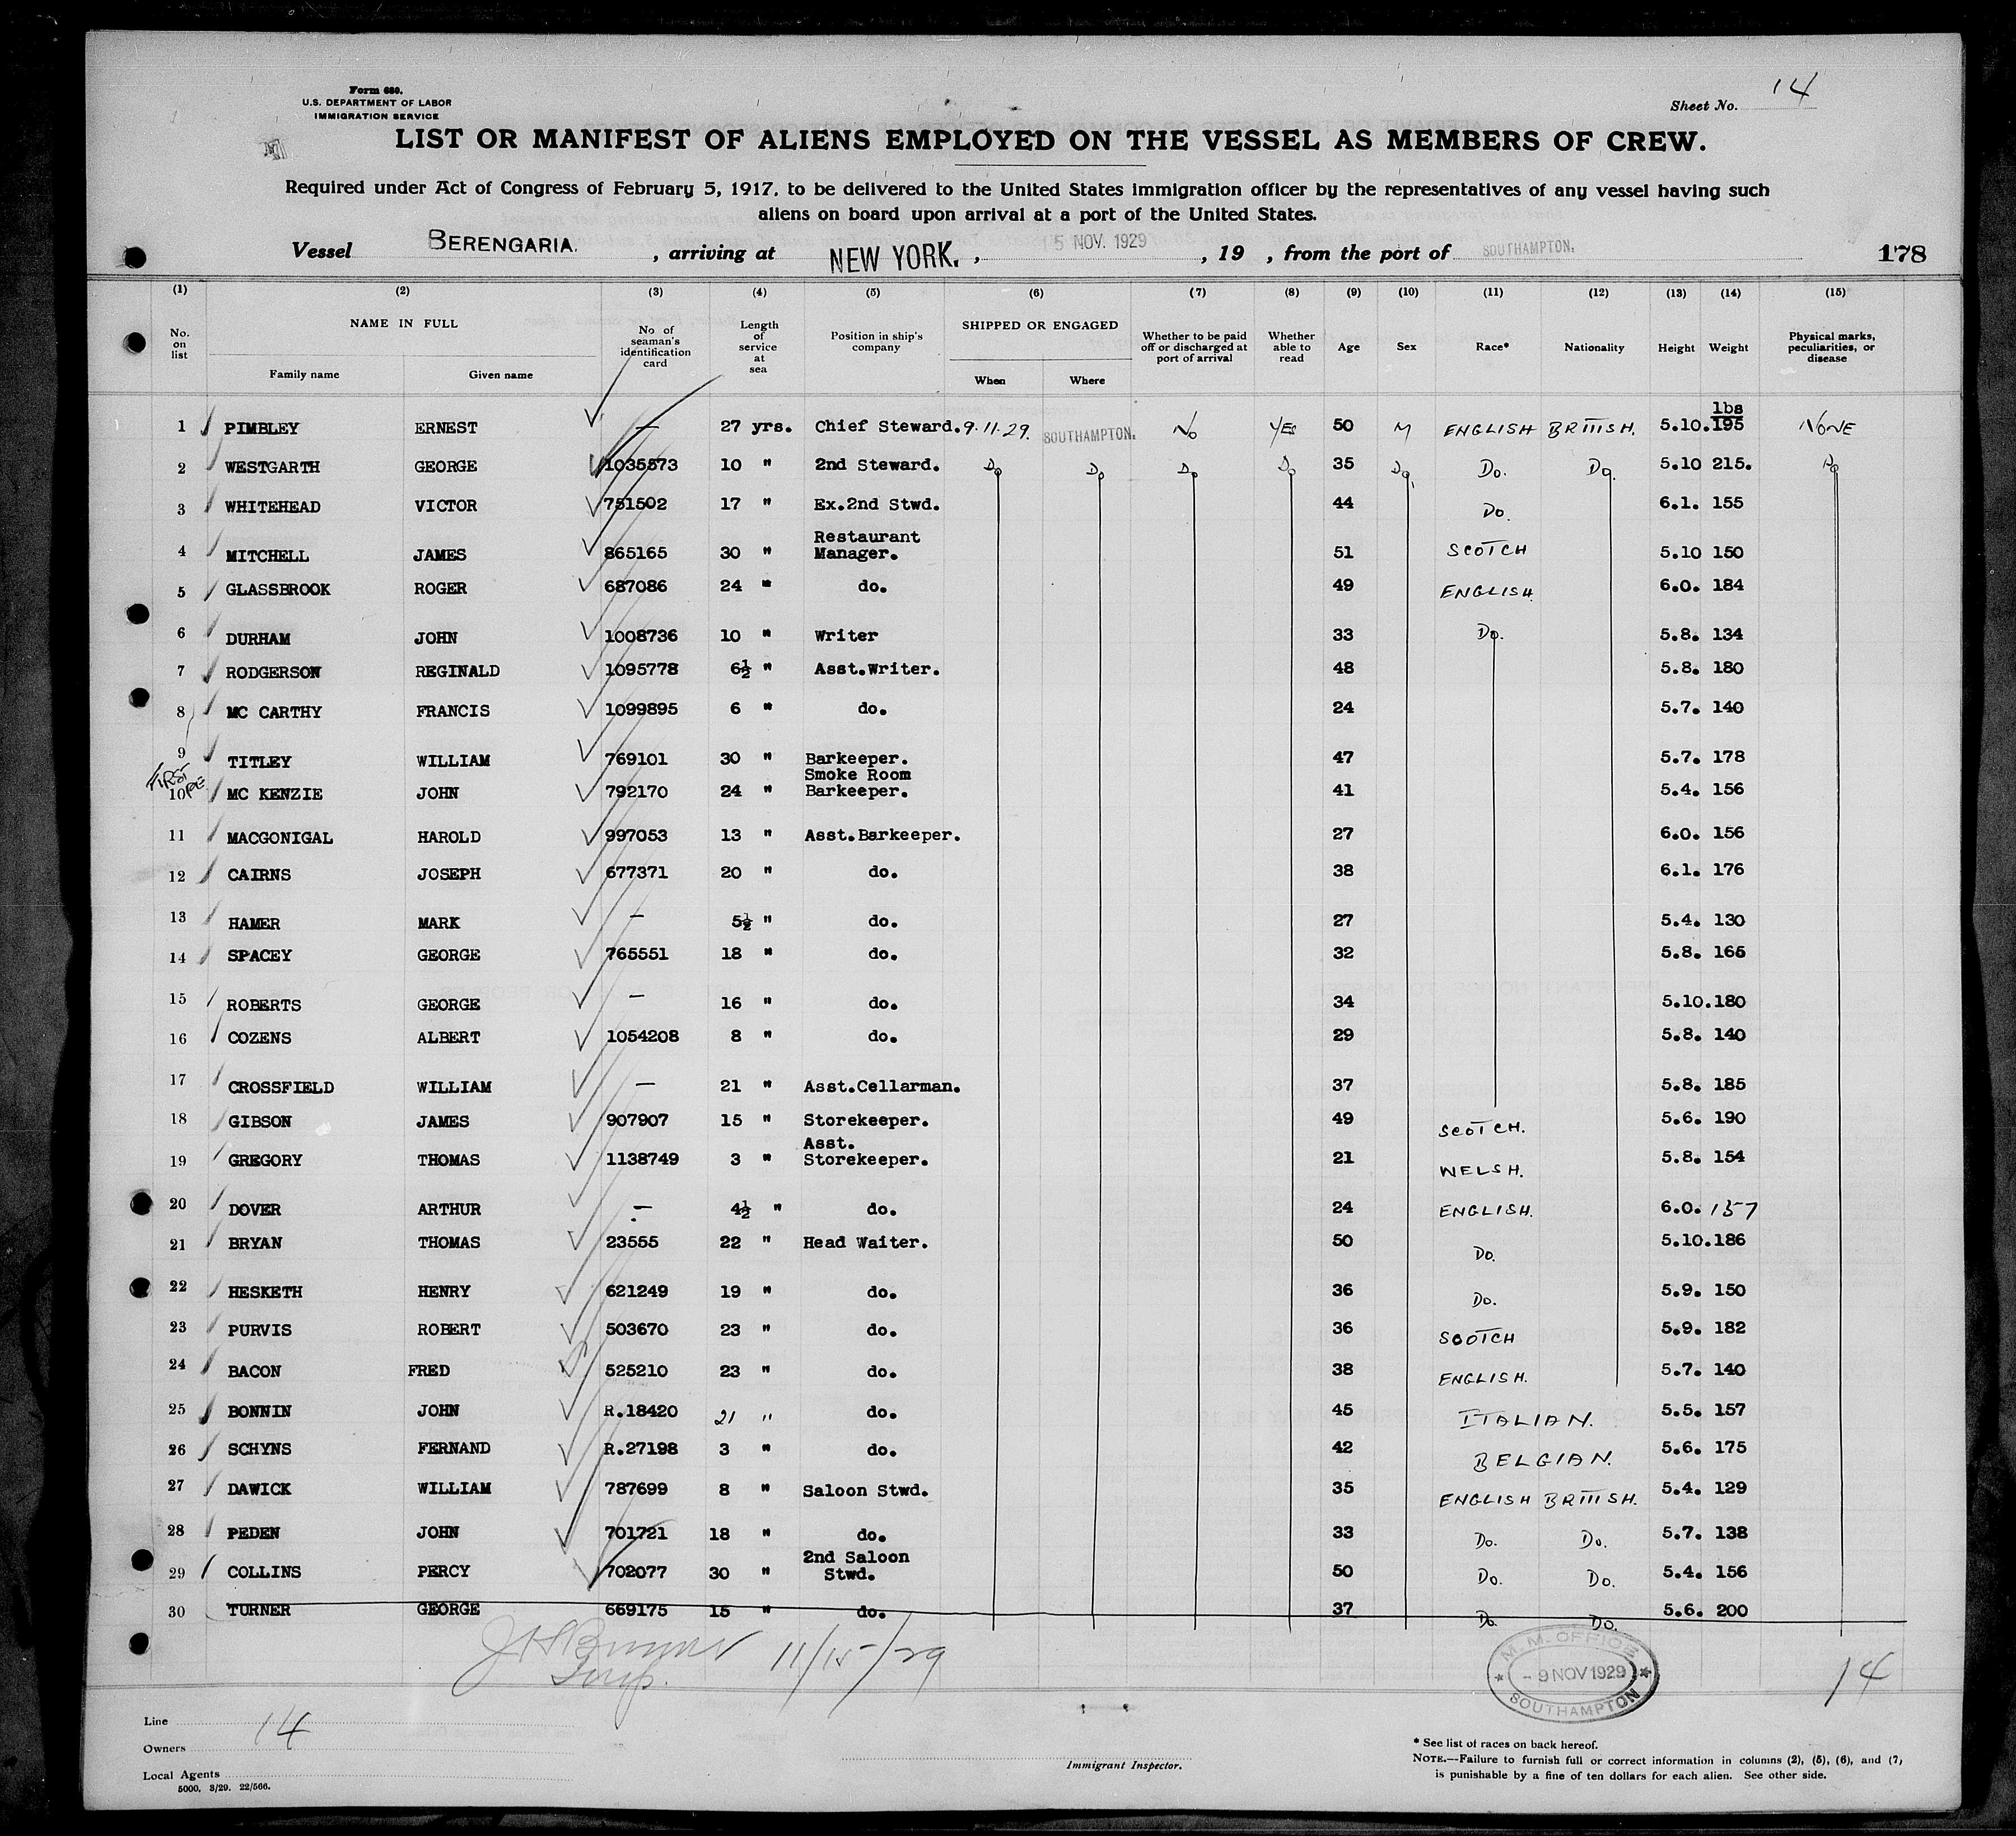 Form 680.
U.S. DEPARTMENT OF LABOR
IMMIGRATION SERVICE
Sheet No. 14
LIST OR MANIFEST OF ALIENS EMPLOYED ON THE VESSEL AS MEMBERS OF CREW.
Required under Act of Congress of February 5, 1917, to be delivered to the United States immigration officer by the representatives of any vessel having such
aliens on board upon arrival at a port of the United States.
Vessel BERENGARIA. , arriving at NEW YORK. , 15 NOV. 1929 , 19 , from the port of SOUTHAMPTON. 178
(1) (2) (3) (4) (5) (6) (7) (8) (9) (10) (11) (12) (13) (14) (15)
No. on list NAME IN FULL Family name Given name No of seaman's identification card Length of service at sea Position in ship's company SHIPPED OR ENGAGED When Where Whether to be paid off or discharged at port of arrival Whether able to read Age Sex Race* Nationality Height Weight Physical marks, peculiarities, or disease
1 PIMBLEY ERNEST — 27 yrs. Chief Steward. 9.11.29. SOUTHAMPTON. No YES 50 M ENGLISH BRITISH. 5.10. lbs 195 NONE
2 WESTGARTH GEORGE 1035573 10 " 2nd Steward. Do Do Do Do 35 Do. Do. Do. 5.10 215. Do
3 WHITEHEAD VICTOR 751502 17 " Ex.2nd Stwd. 44 Do. 6.1. 155
4 MITCHELL JAMES 865165 30 " Restaurant Manager. 51 SCOTCH 5.10 150
5 GLASSBROOK ROGER 687086 24 " do. 49 ENGLISH. 6.0. 184
6 DURHAM JOHN 1008736 10 " Writer 33 Do. 5.8. 134
7 RODGERSON REGINALD 1095778 6½ " Asst.Writer. 48 5.8. 180
8 MC CARTHY FRANCIS 1099895 6 " do. 24 5.7. 140
9 TITLEY WILLIAM 769101 30 " Barkeeper. 47 5.7. 178
FIRST
10 MC KENZIE JOHN 792170 24 " Smoke Room Barkeeper. 41 5.4. 156
11 MACGONIGAL HAROLD 997053 13 " Asst.Barkeeper. 27 6.0. 156
12 CAIRNS JOSEPH 677371 20 " do. 38 6.1. 176
13 HAMER MARK — 5½ " do. 27 5.4. 130
14 SPACEY GEORGE 765551 18 " do. 32 5.8. 166
15 ROBERTS GEORGE — 16 " do. 34 5.10. 180
16 COZENS ALBERT 1054208 8 " do. 29 5.8. 140
17 CROSSFIELD WILLIAM — 21 " Asst.Cellarman. 37 5.8. 185
18 GIBSON JAMES 907907 15 " Storekeeper. 49 SCOTCH. 5.6. 190
19 GREGORY THOMAS 1138749 3 " Asst. Storekeeper. 21 WELSH. 5.8. 154
20 DOVER ARTHUR — 4½ " do. 24 ENGLISH. 6.0. 157
21 BRYAN THOMAS 23555 22 " Head Waiter. 50 Do. 5.10. 186
22 HESKETH HENRY 621249 19 " do. 36 Do. 5.9. 150
23 PURVIS ROBERT 503670 23 " do. 36 SCOTCH 5.9. 182
24 BACON FRED 525210 23 " do. 38 ENGLISH. 5.7. 140
25 BONNIN JOHN R.18420 21 " do. 45 ITALIAN. 5.5. 157
26 SCHYNS FERNAND R.27198 3 " do. 42 BELGIAN. 5.6. 175
27 DAWICK WILLIAM 787699 8 " Saloon Stwd. 35 ENGLISH BRITISH. 5.4. 129
28 PEDEN JOHN 701721 18 " do. 33 Do. Do. 5.7. 138
29 COLLINS PERCY 702077 30 " 2nd Saloon Stwd. 50 Do. Do. 5.4. 156
30 TURNER GEORGE 669175 15 " do. 37 Do. Do. 5.6. 200
11/15/29
Insp.
M.M. OFFICE
- 9 NOV 1929
SOUTHAMPTON
14
Line
14
Owners
Local Agents
5000. 3/29. 22/566.
Immigrant Inspector.
* See list of races on back hereof.
NOTE.—Failure to furnish full or correct information in columns (2), (5), (6), and (7)
is punishable by a fine of ten dollars for each alien. See other side.